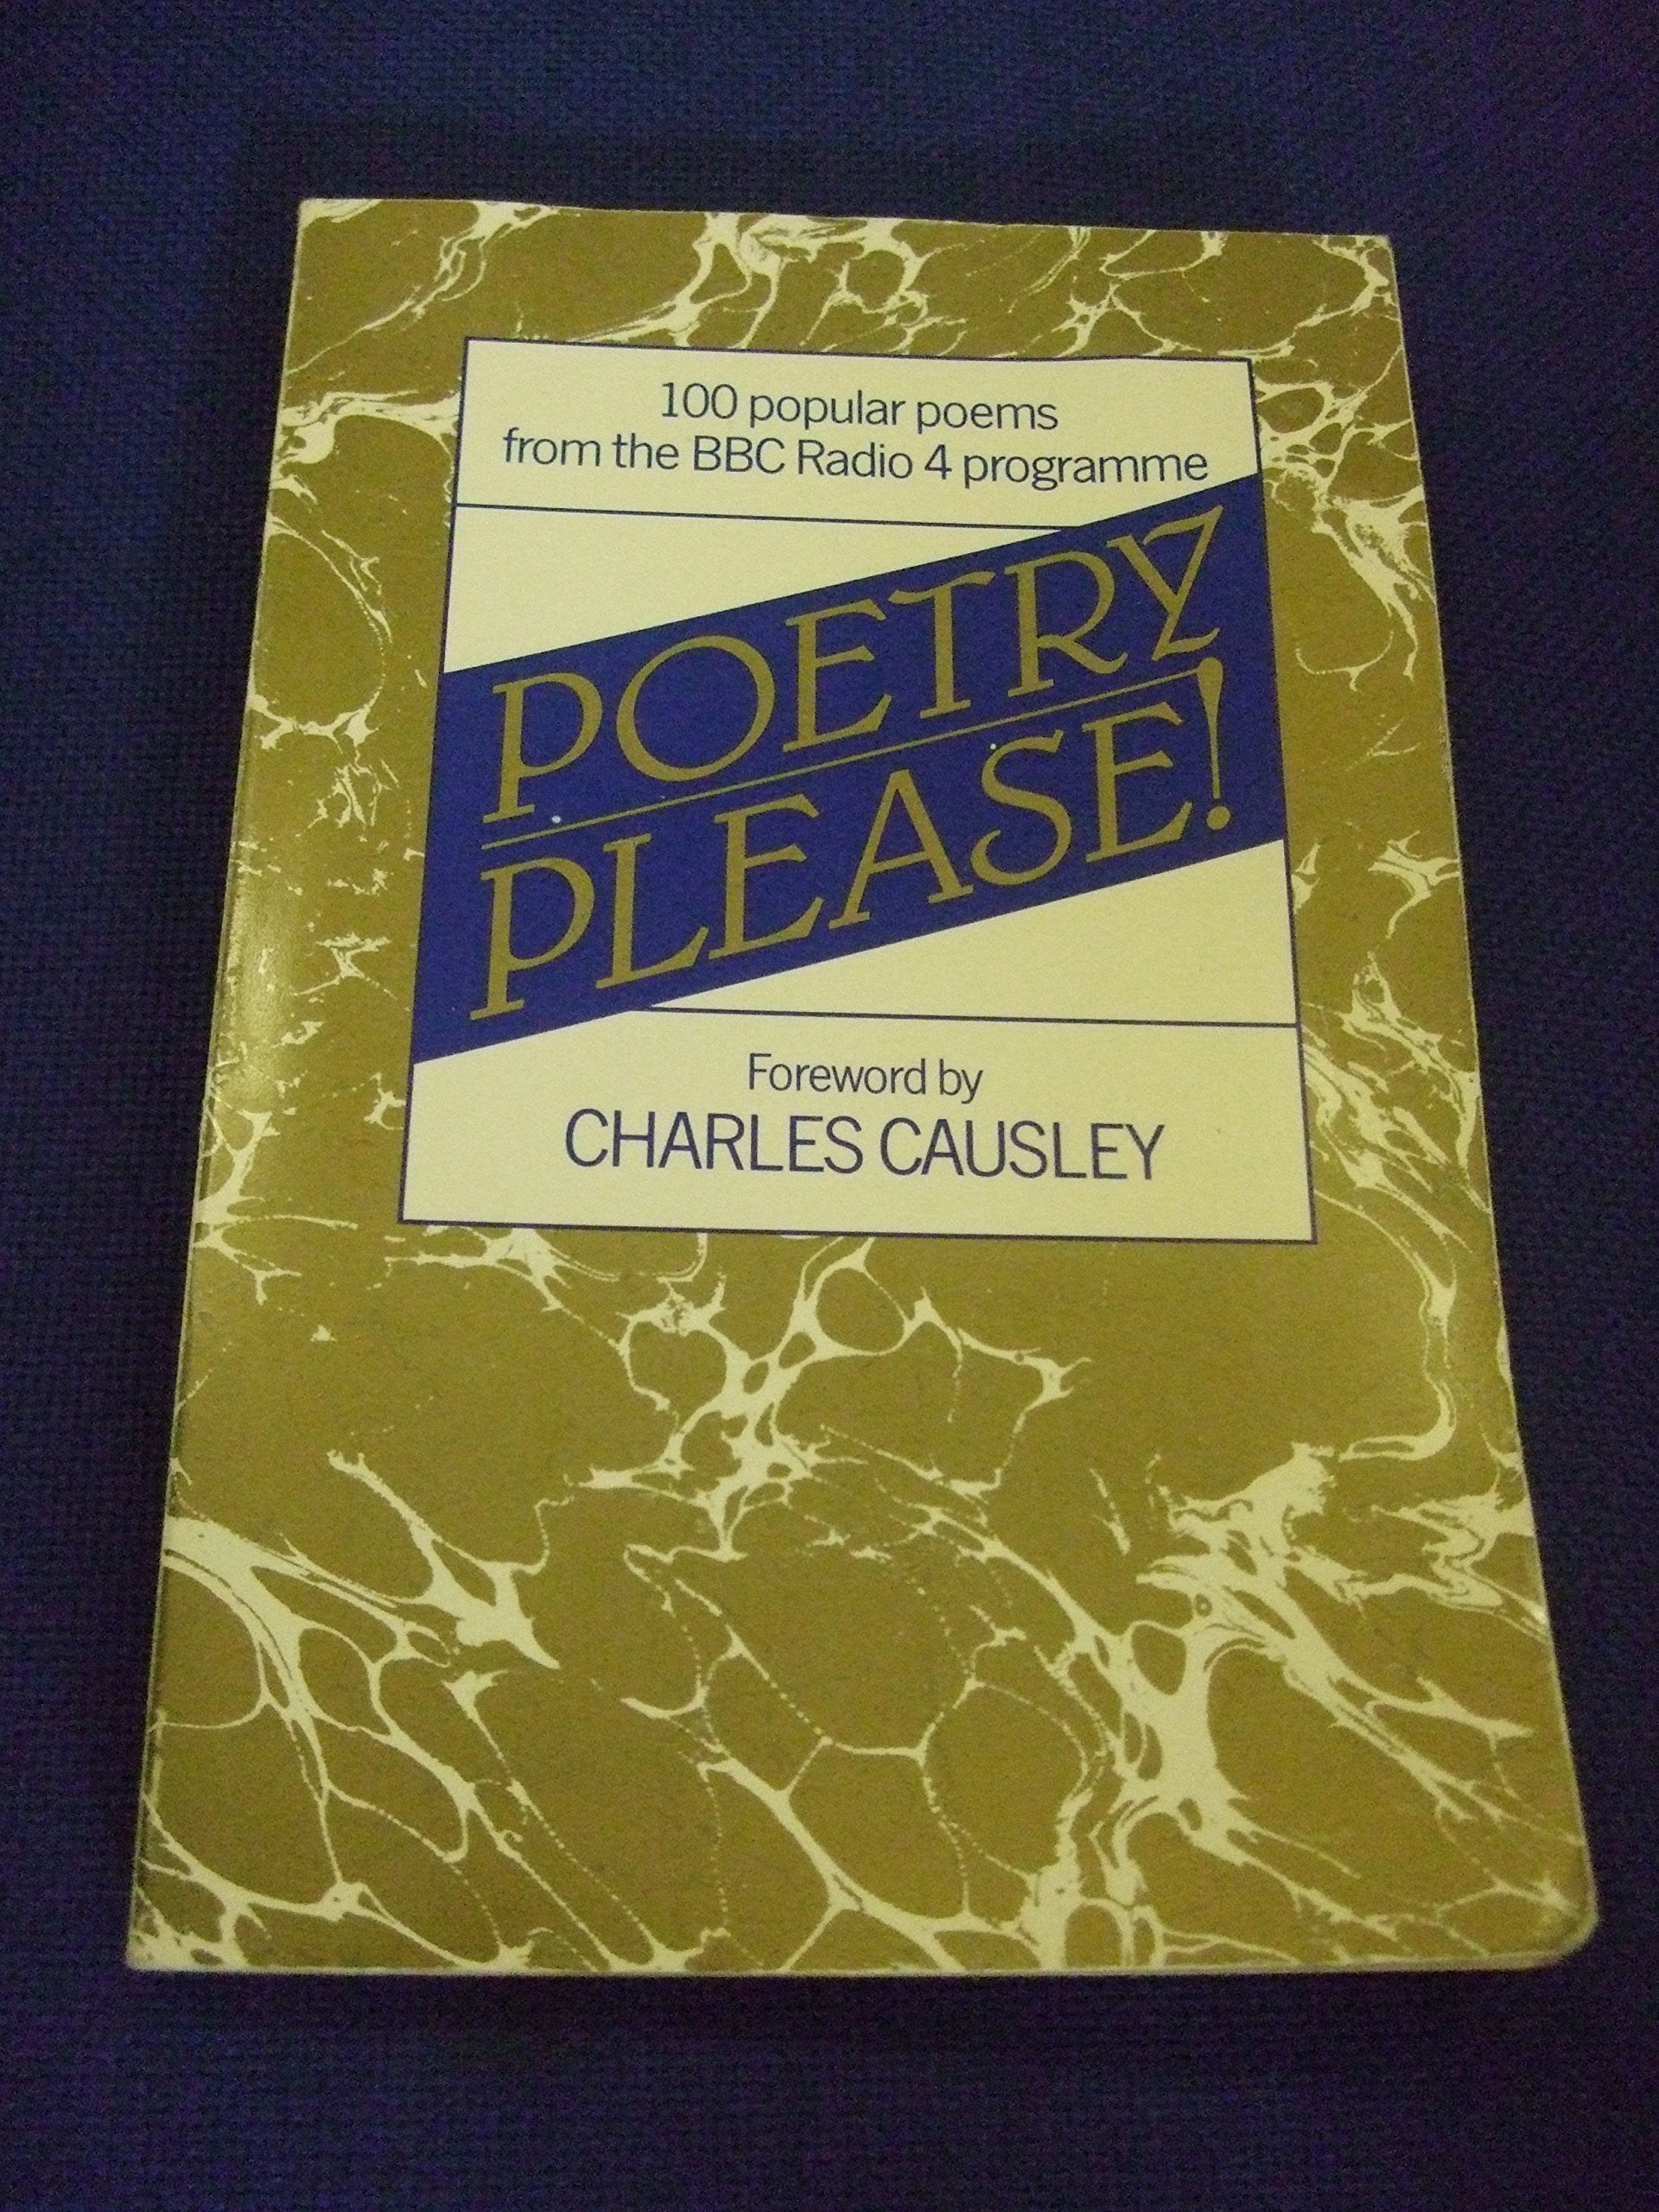 100 popular poems
from the BBC Radio 4 programme
POETRY
PLEASE!
Foreword by
CHARLES CAUSLEY